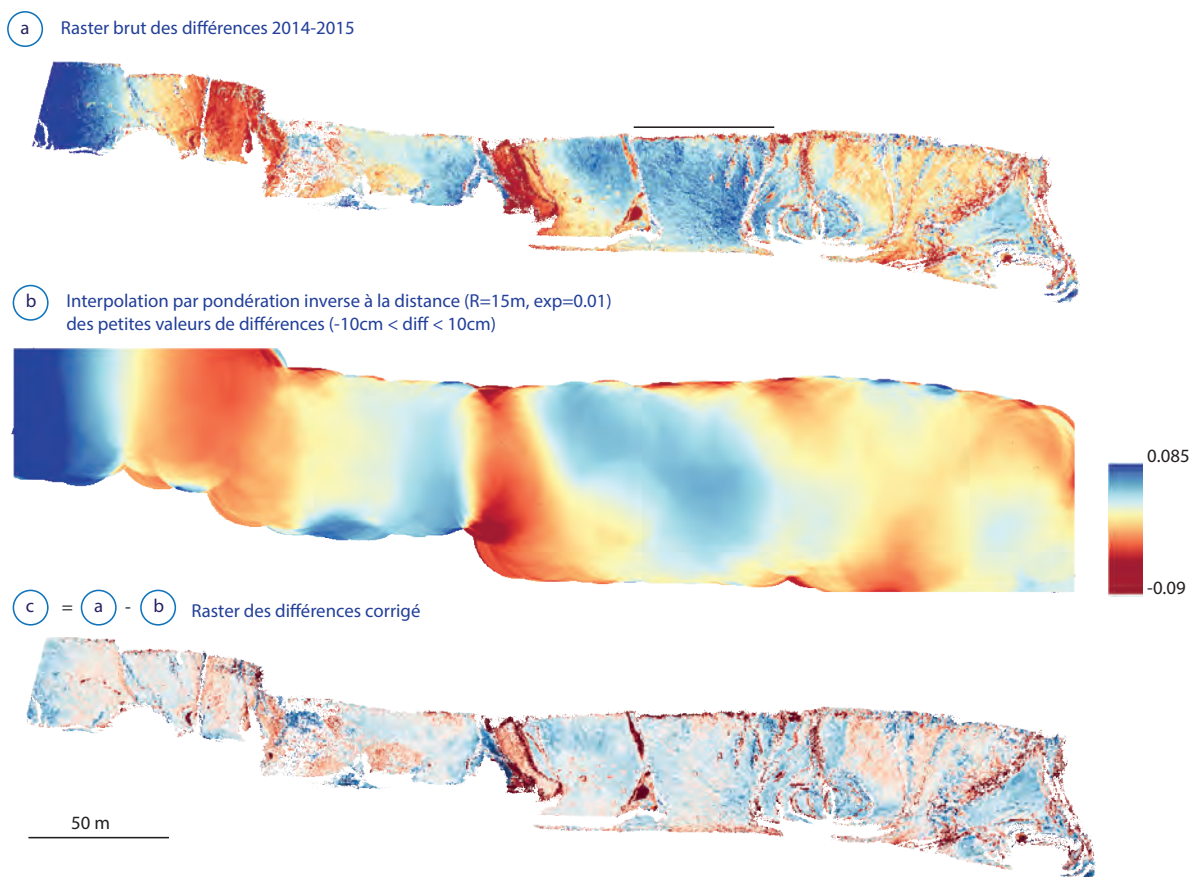 a Raster brut des différences 2014-2015
b Interpolation par pondération inverse à la distance (R=15m, exp=0.01)
des petites valeurs de différences (-10cm < diff < 10cm)
0.085
-0.09
c = a - b Raster des différences corrigé
50 m